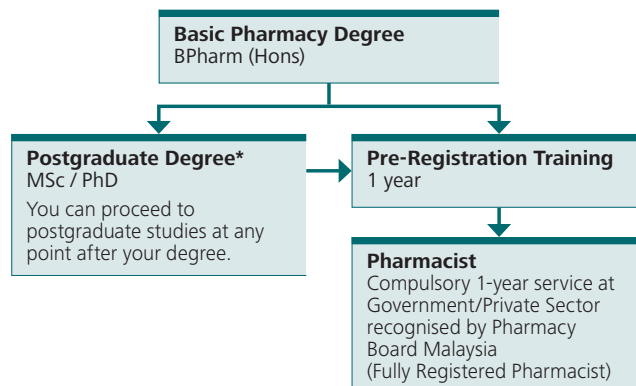 Basic Pharmacy Degree
BPharm (Hons)
Postgraduate Degree*
MSc / PhD
You can proceed to
postgraduate studies at any
point after your degree.
Pre-Registration Training
1 year
Pharmacist
Compulsory 1-year service at
Government/Private Sector
recognised by Pharmacy
Board Malaysia
(Fully Registered Pharmacist)